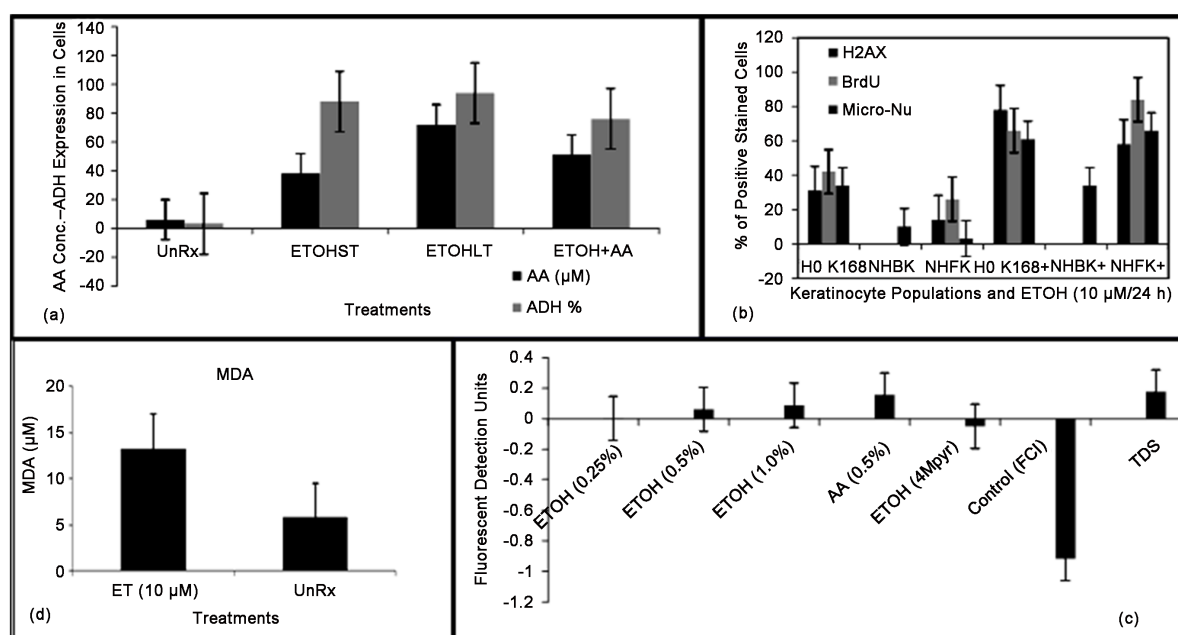 120
100
80
60
40
20
0
-20
-40
AA Conc.–ADH Expression in Cells
UnRx
ETOHST
ETOHLT
ETOH+AA
AA (μM)
ADH %
Treatments
(a)
120
100
80
60
40
20
0
-20
% of Positive Stained Cells
H2AX
BrdU
Micro-Nu
H0 K168 NHBK NHFK H0 K168+ NHBK+ NHFK+
Keratinocyte Populations and ETOH (10 μM/24 h)
(b)
MDA
20
15
10
5
0
MDA (μM)
ET (10 μM)
UnRx
Treatments
(d)
0.4
0.2
0
-0.2
-0.4
-0.6
-0.8
-1
-1.2
Fluorescent Detection Units
ETOH (0.25%)
ETOH (0.5%)
ETOH (1.0%)
AA (0.5%)
ETOH (4Mpyr)
Control (FCI)
TDS
(c)